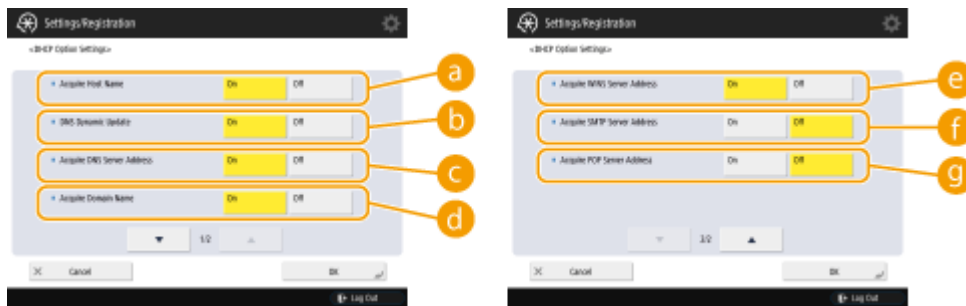 Settings/Registration
<DHCP Option Settings>
Acquire Host Name On Off
a
DNS Dynamic Update On Off
b
Acquire DNS Server Address On Off
c
Acquire Domain Name On Off
d
1/2
Cancel OK
Log Out
Settings/Registration
<DHCP Option Settings>
Acquire WINS Server Address On Off
e
Acquire SMTP Server Address On Off
f
Acquire POP Server Address On Off
g
2/2
Cancel OK
Log Out